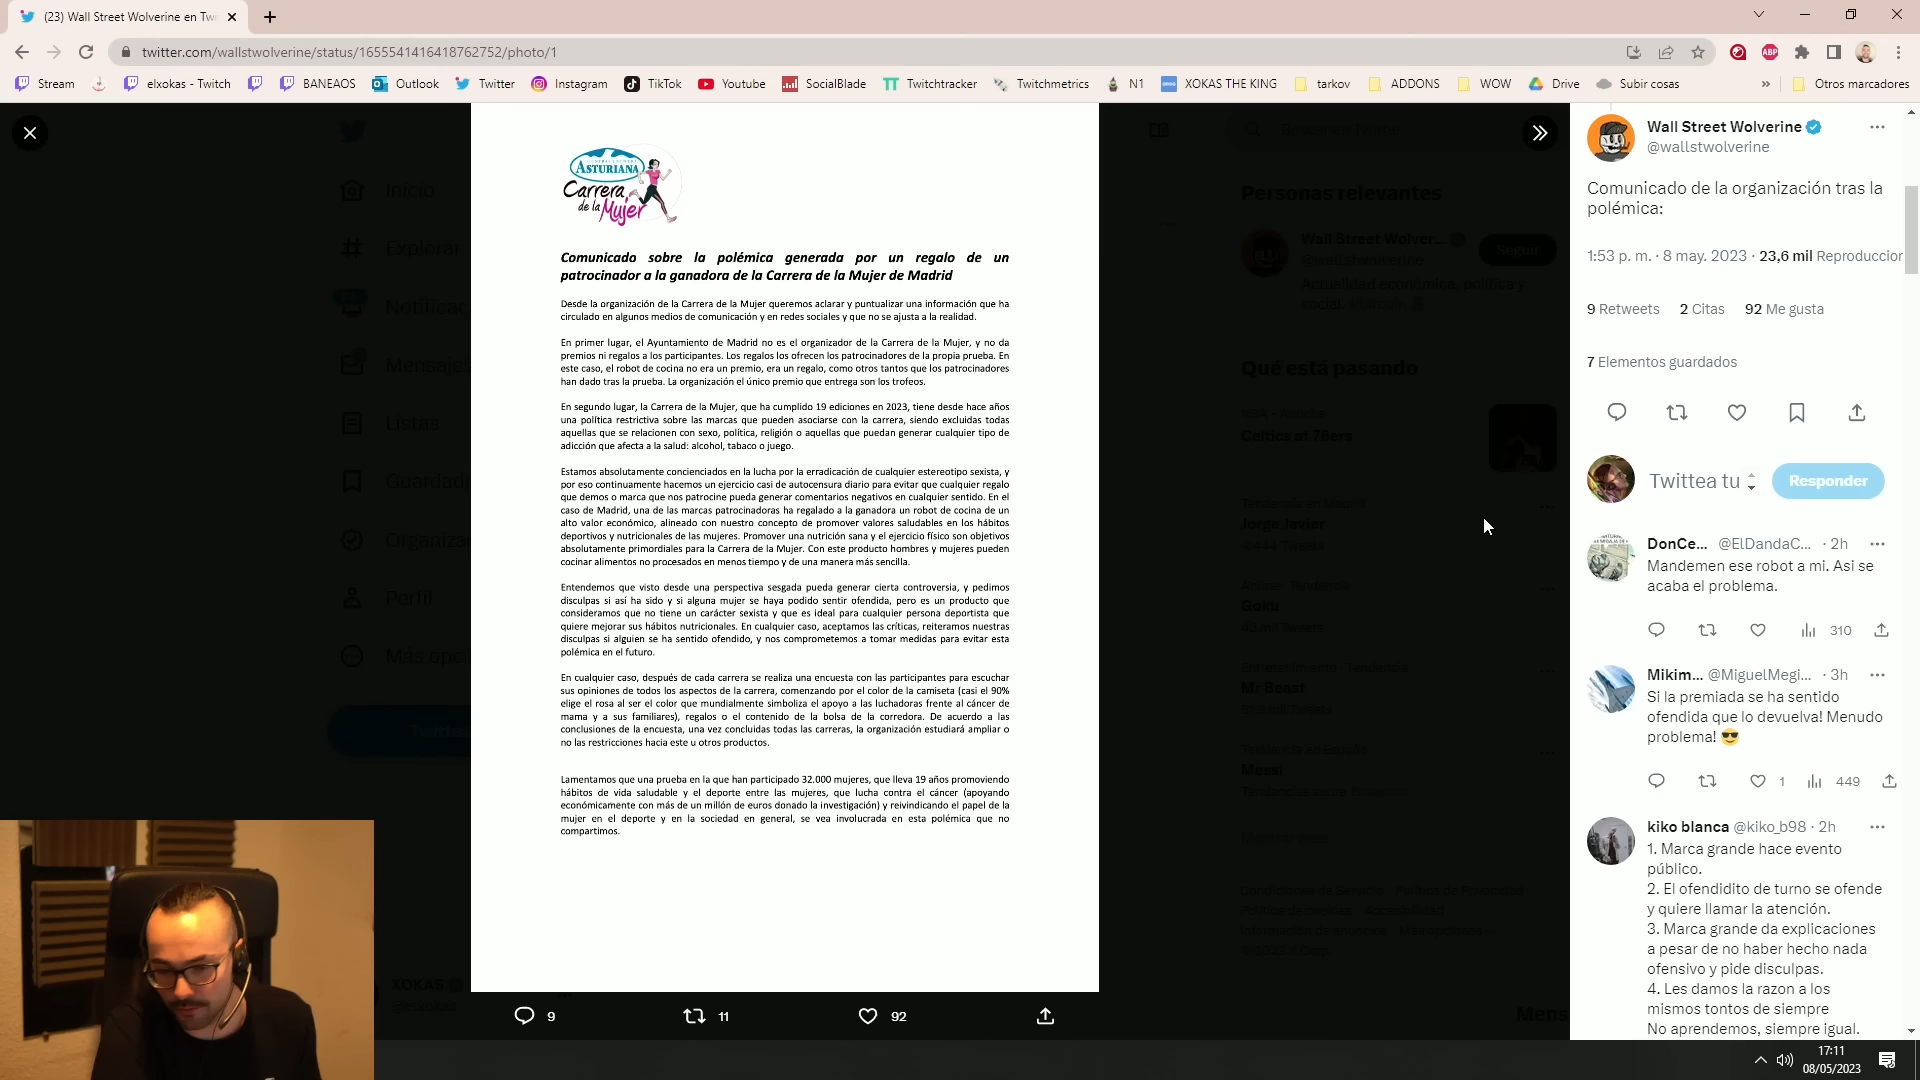 (23) Wall Street Wolverine en Tw
twitter.com/wallstwolverine/status/1655541416418762752/photo/1
Stream
elxokas - Twitch
BANEAOS
Outlook
Twitter
Instagram
TikTok
Youtube
SocialBlade
Twitchtracker
Twitchmetrics
N1
XOKAS THE KING
tarkov
ADDONS
WOW
Drive
Subir cosas
Otros marcadores
Inicio
Explorar
Mensaje
Listas
Perfil
CENTRAL LECHERA
ASTURIANA
Carrera
de la
Mujer
Comunicado sobre la polémica generada por un regalo de un
patrocinador a la ganadora de la Carrera de la Mujer de Madrid
Desde la organización de la Carrera de la Mujer queremos aclarar y puntualizar una información que ha
circulado en algunos medios de comunicación y en redes sociales y que no se ajusta a la realidad.
En primer lugar, el Ayuntamiento de Madrid no es el organizador de la Carrera de la Mujer, y no da
premios ni regalos a los participantes. Los regalos los ofrecen los patrocinadores de la propia prueba. En
este caso, el robot de cocina no era un premio, era un regalo, como otros tantos que los patrocinadores
han dado tras la prueba. La organización el único premio que entrega son los trofeos.
En segundo lugar, la Carrera de la Mujer, que ha cumplido 19 ediciones en 2023, tiene desde hace años
una política restrictiva sobre las marcas que pueden asociarse con la carrera, siendo excluidas todas
aquellas que se relacionen con sexo, política, religión o aquellas que puedan generar cualquier tipo de
adicción que afecta a la salud: alcohol, tabaco o juego.
Estamos absolutamente concienciados en la lucha por la erradicación de cualquier estereotipo sexista, y
por eso continuamente hacemos un ejercicio casi de autocensura diario para evitar que cualquier regalo
que demos o marca que nos patrocine pueda generar comentarios negativos en cualquier sentido. En el
caso de Madrid, una de las marcas patrocinadoras ha regalado a la ganadora un robot de cocina de un
alto valor económico, alineado con nuestro concepto de promover valores saludables en los hábitos
deportivos y nutricionales de las mujeres. Promover una nutrición sana y el ejercicio físico son objetivos
absolutamente primordiales para la Carrera de la Mujer. Con este producto hombres y mujeres pueden
cocinar alimentos no procesados en menos tiempo y de una manera más sencilla.
Entendemos que visto desde una perspectiva sesgada pueda generar cierta controversia, y pedimos
disculpas si así ha sido y si alguna mujer se haya podido sentir ofendida, pero es un producto que
consideramos que no tiene un carácter sexista y que es ideal para cualquier persona deportista que
quiere mejorar sus hábitos nutricionales. En cualquier caso, aceptamos las críticas, reiteramos nuestras
disculpas si alguien se ha sentido ofendido, y nos comprometemos a tomar medidas para evitar esta
polémica en el futuro.
En cualquier caso, después de cada carrera se realiza una encuesta con las participantes para escuchar
sus opiniones de todos los aspectos de la carrera, comenzando por el color de la camiseta (casi el 90%
elige el rosa al ser el color que mundialmente simboliza el apoyo a las luchadoras frente al cáncer de
mama y a sus familiares), regalos o el contenido de la bolsa de la corredora. De acuerdo a las
conclusiones de la encuesta, una vez concluidas todas las carreras, la organización estudiará ampliar o
no las restricciones hacia este u otros productos.
Lamentamos que una prueba en la que han participado 32.000 mujeres, que lleva 19 años promoviendo
hábitos de vida saludable y el deporte entre las mujeres, que lucha contra el cáncer (apoyando
económicamente con más de un millón de euros donado la investigación) y reivindicando el papel de la
mujer en el deporte y en la sociedad en general, se vea involucrada en esta polémica que no
compartimos.
9
11
92
Personas relevantes
Wall Street Wolver...
Qué está pasando
Celtics at 76ers
Jorge Javier
Goku
Mr Beast
Messi
XOKAS
Wall Street Wolverine
@wallstwolverine
Comunicado de la organización tras la
polémica:
1:53 p. m. · 8 may. 2023 · 23,6 mil Reproduccion
9 Retweets 2 Citas 92 Me gusta
7 Elementos guardados
Twittea tu
Responder
DonCe... @ElDandaC... · 2h
Mandemen ese robot a mi. Asi se
acaba el problema.
310
Mikim... @MiguelMegi... · 3h
Si la premiada se ha sentido
ofendida que lo devuelva! Menudo
problema! 😎
1
449
kiko blanca @kiko_b98 · 2h
1. Marca grande hace evento
público.
2. El ofendidito de turno se ofende
y quiere llamar la atención.
3. Marca grande da explicaciones
a pesar de no haber hecho nada
ofensivo y pide disculpas.
4. Les damos la razon a los
mismos tontos de siempre
No aprendemos, siempre igual.
Mens
17:11
08/05/2023